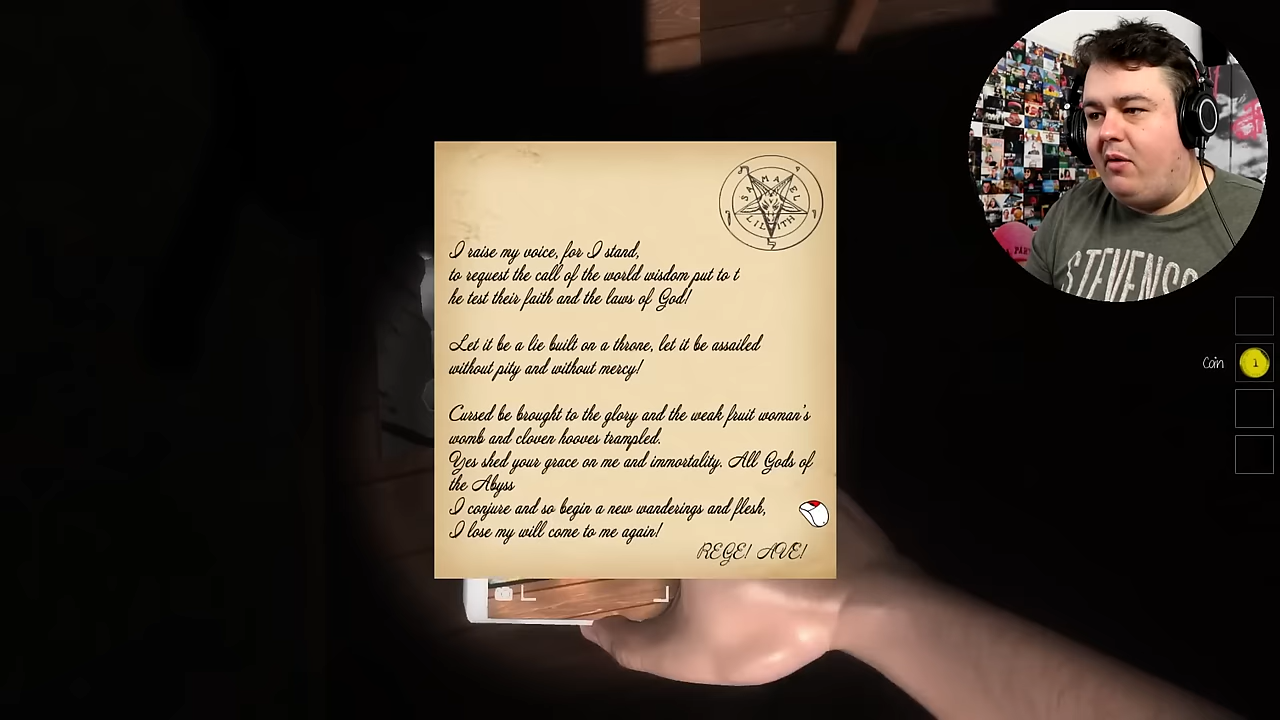 SAMAEL
LILITH
I raise my voice, for I stand,
to request the call of the world wisdom put to t
he test their faith and the laws of God!
Let it be a lie built on a throne, let it be assailed
without pity and without mercy!
Cursed be brought to the glory and the weak fruit woman's
womb and cloven hooves trampled.
Yes shed your grace on me and immortality. All Gods of
the Abyss
I conjure and so begin a new wanderings and flesh,
I lose my will come to me again!
REGE! AVE!
STEVENS
Coin
1